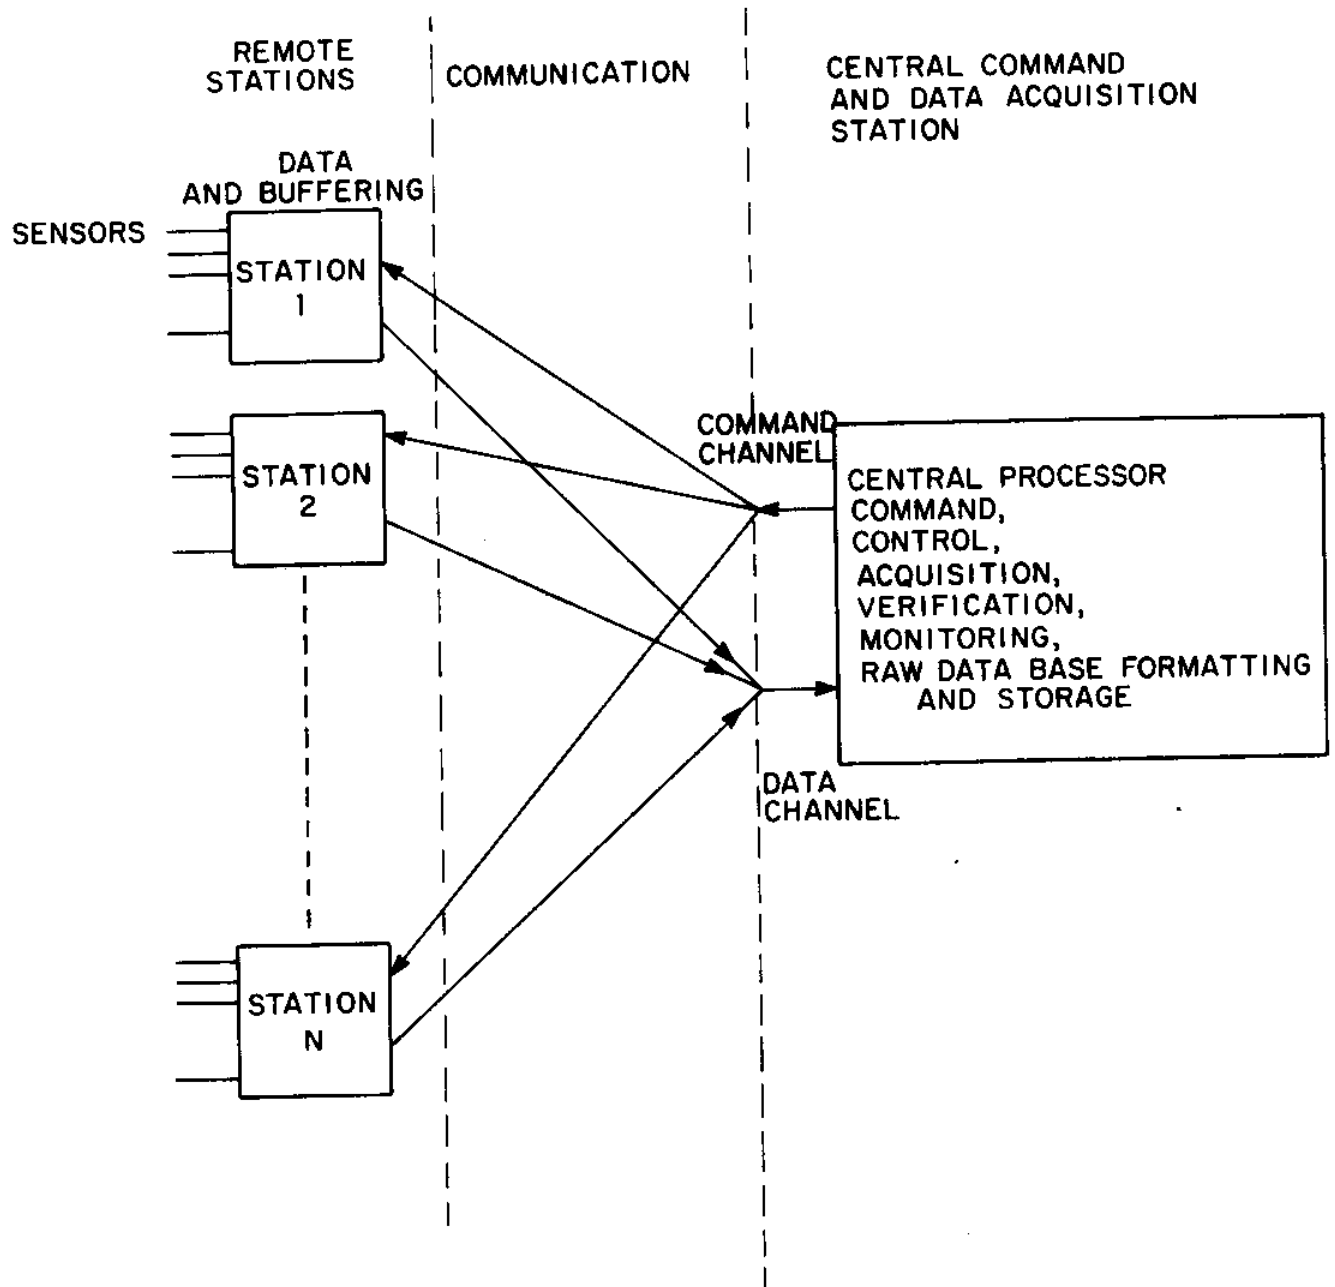 REMOTE
STATIONS
COMMUNICATION
CENTRAL COMMAND
AND DATA ACQUISITION
STATION
DATA
AND BUFFERING
SENSORS
STATION
1
STATION
2
STATION
N
COMMAND
CHANNEL
CENTRAL PROCESSOR
COMMAND,
CONTROL,
ACQUISITION,
VERIFICATION,
MONITORING,
RAW DATA BASE FORMATTING
AND STORAGE
DATA
CHANNEL